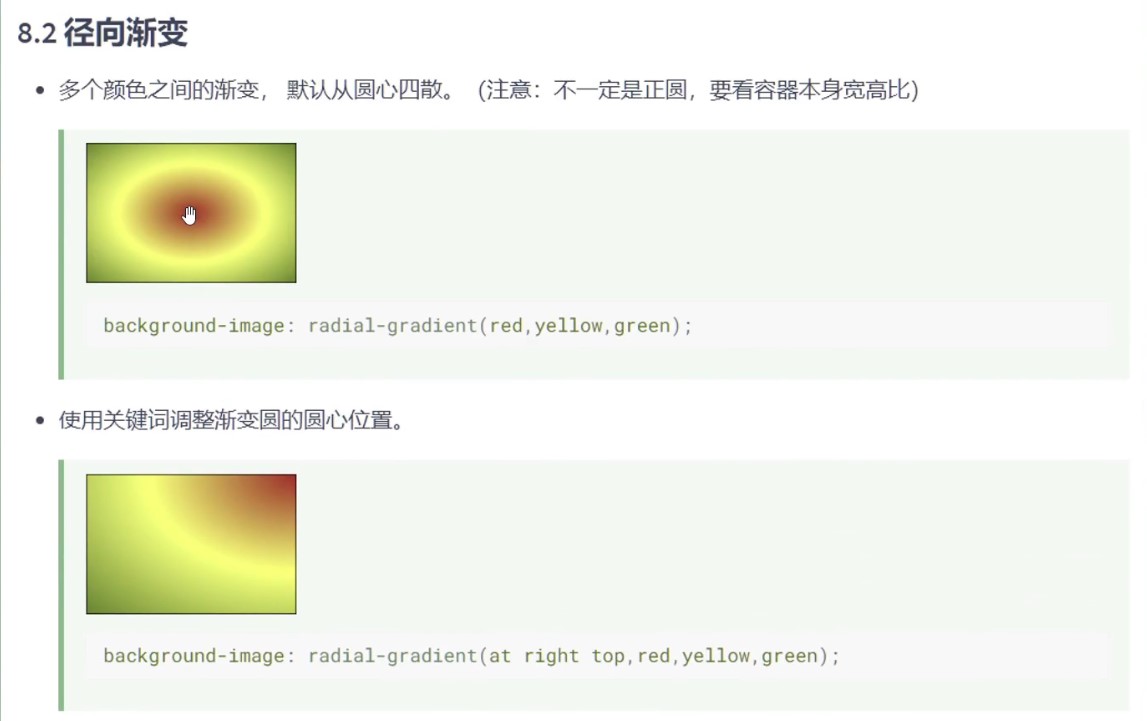 8.2 径向渐变
多个颜色之间的渐变， 默认从圆心四散。 (注意：不一定是正圆，要看容器本身宽高比)
background-image: radial-gradient(red,yellow,green);
使用关键词调整渐变圆的圆心位置。
background-image: radial-gradient(at right top,red,yellow,green);